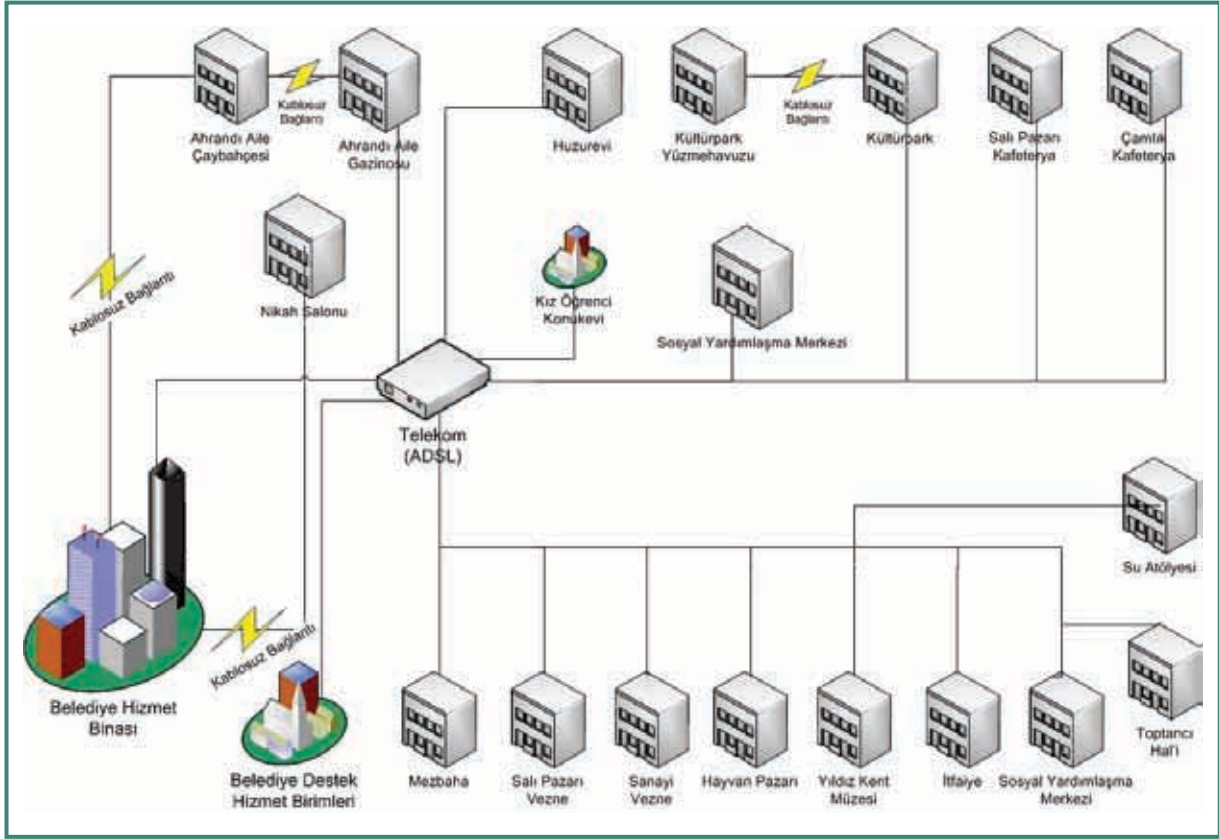 Ahrandı Aile
Çaybahçesi
Kablosuz
Bağlantı
Ahrandı Aile
Gazinosu
Huzurevi
Kültürpark
Yüzmehavuzu
Kablosuz
Bağlantı
Kültürpark
Salı Pazarı
Kafeterya
Çamlık
Kafeterya
Kablosuz Bağlantı
Nikah Salonu
Kız Öğrenci
Konukevi
Sosyal Yardımlaşma Merkezi
Telekom
(ADSL)
Su Atölyesi
Kablosuz Bağlantı
Belediye Hizmet
Binası
Belediye Destek
Hizmet Birimleri
Mezbaha
Salı Pazarı
Vezne
Sanayi
Vezne
Hayvan Pazarı
Yıldız Kent
Müzesi
İtfaiye
Sosyal Yardımlaşma
Merkezi
Toptancı
Hal'i